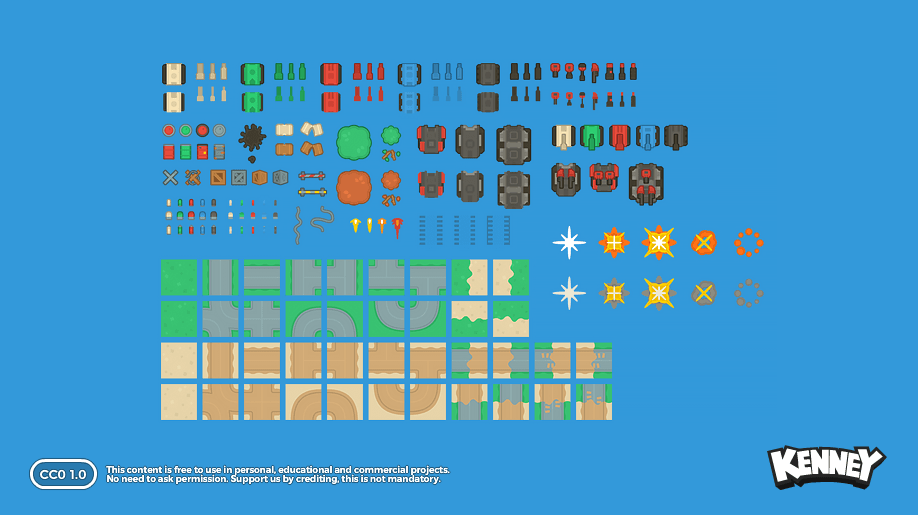 CC0 1.0
This content is free to use in personal, educational and commercial projects.
No need to ask permission. Support us by crediting, this is not mandatory.
KENNEY